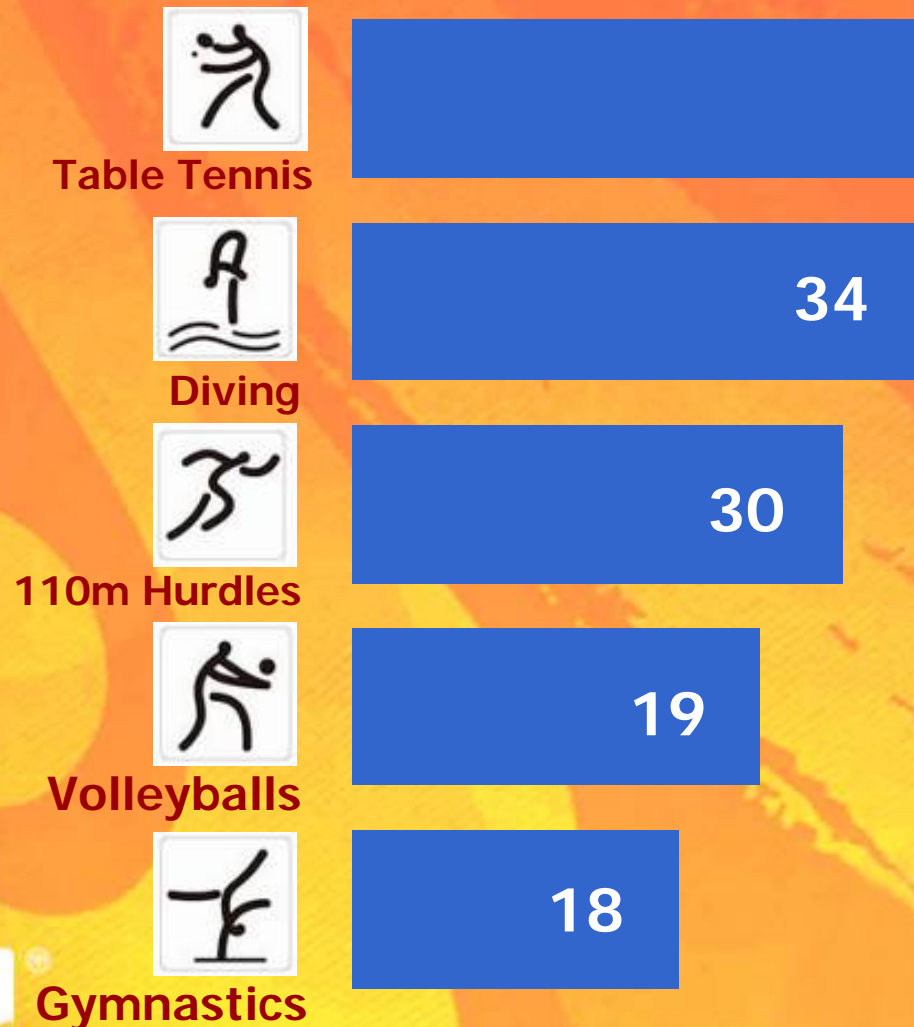 Table Tennis
34
Diving
30
110m Hurdles
19
Volleyballs
18
®
Gymnastics